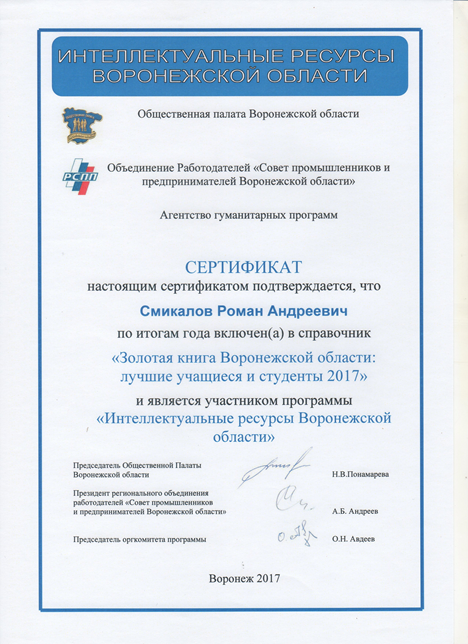 ИНТЕЛЛЕКТУАЛЬНЫЕ РЕСУРСЫ
ВОРОНЕЖСКОЙ ОБЛАСТИ
Общественная палата Воронежской области
РСПП
Объединение Работодателей «Совет промышленников и
предпринимателей Воронежской области»
Агентство гуманитарных программ
СЕРТИФИКАТ
настоящим сертификатом подтверждается, что
Смикалов Роман Андреевич
по итогам года включен(а) в справочник
«Золотая книга Воронежской области:
лучшие учащиеся и студенты 2017»
и является участником программы
«Интеллектуальные ресурсы Воронежской
области»
Председатель Общественной Палаты
Воронежской области
Н.В.Понамарева
Президент регионального объединения
работодателей «Совет промышленников
и предпринимателей Воронежской области»
А.Б. Андреев
Председатель оргкомитета программы
О.Н. Авдеев
Воронеж 2017